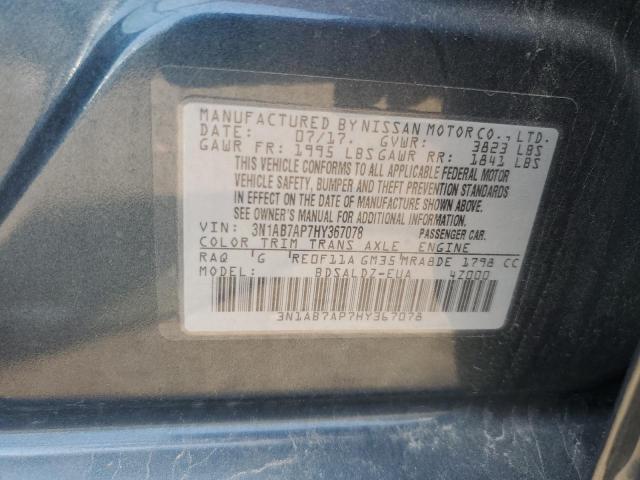 MANUFACTURED BY NISSAN MOTOR CO., LTD.
DATE: 07/17. GVWR: 3823 LBS
GAWR FR: 1995 LBS GAWR RR: 1841 LBS
THIS VEHICLE CONFORMS TO ALL APPLICABLE FEDERAL MOTOR
VEHICLE SAFETY, BUMPER AND THEFT PREVENTION STANDARDS
IN EFFECT ON THE DATE OF MANUFACTURE SHOWN ABOVE.
SEE OWNER'S MANUAL FOR ADDITIONAL INFORMATION.
VIN: 3N1AB7AP7HY367078 PASSENGER CAR.
COLOR TRIM TRANS AXLE ENGINE
RAQ G RE0F11A GM35 MRA8DE 1798 CC
MODEL: BDSALDZ-EUA 4Z000
3N1AB7AP7HY367078